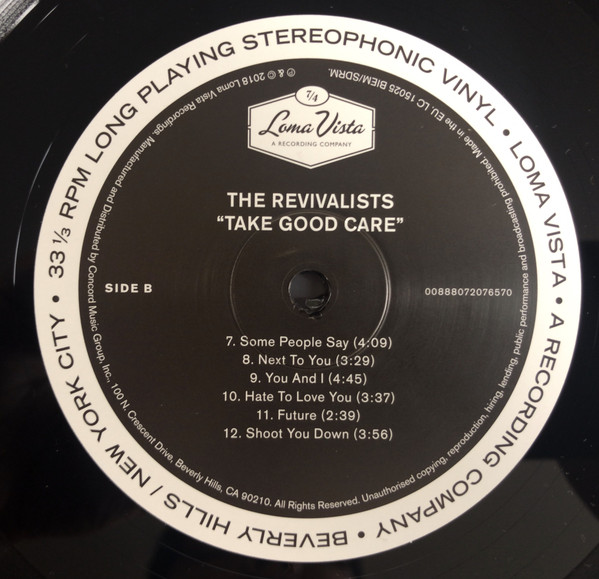 33 ⅓ RPM LONG PLAYING STEREOPHONIC VINYL • LOMA VISTA • A RECORDING COMPANY • BEVERLY HILLS / NEW YORK CITY •
℗ & © 2018 Loma Vista Recordings. Manufactured and Distributed by Concord Music Group, Inc., 100 N. Crescent Drive, Beverly Hills, CA 90210. All Rights Reserved. Unauthorised copying, reproduction, hiring, lending, public performance and broadcasting prohibited. Made in the EU. LC 15025 BIEM/SDRM.
7/4
Loma Vista
A RECORDING COMPANY
THE REVIVALISTS
“TAKE GOOD CARE”
SIDE B
00888072076570
7. Some People Say (4:09)
8. Next To You (3:29)
9. You And I (4:45)
10. Hate To Love You (3:37)
11. Future (2:39)
12. Shoot You Down (3:56)